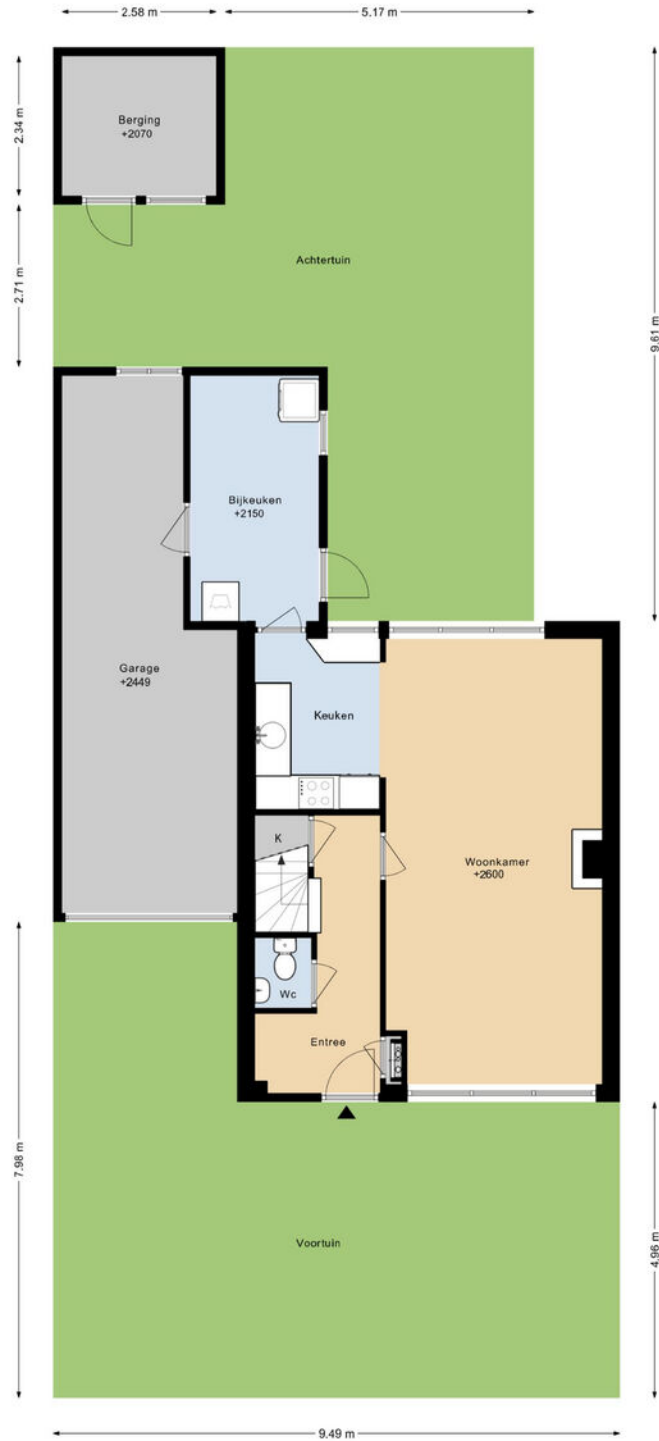 2.58 m
5.17 m
2.34 m
Berging
+2070
2.71 m
Achtertuin
9.61 m
Bijkeuken
+2150
Garage
+2449
Keuken
K
Woonkamer
+2600
Wc
Entree
7.98 m
Voortuin
4.96 m
9.49 m